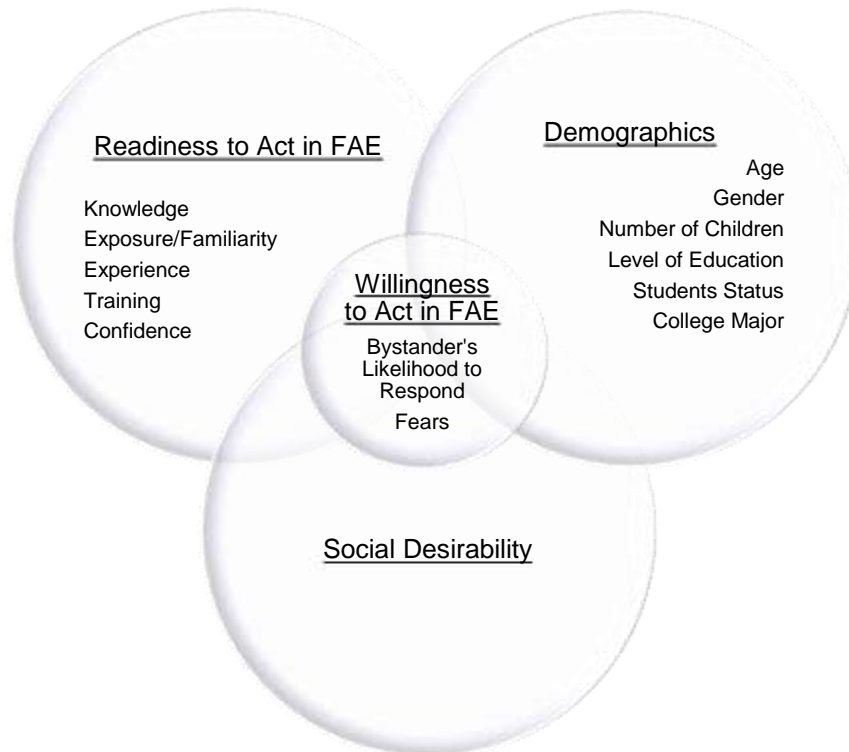 Readiness to Act in FAE
Knowledge
Exposure/Familiarity
Experience
Training
Confidence
Demographics
Age
Gender
Number of Children
Level of Education
Students Status
College Major
Willingness
to Act in FAE
Bystander's
Likelihood to
Respond
Fears
Social Desirability